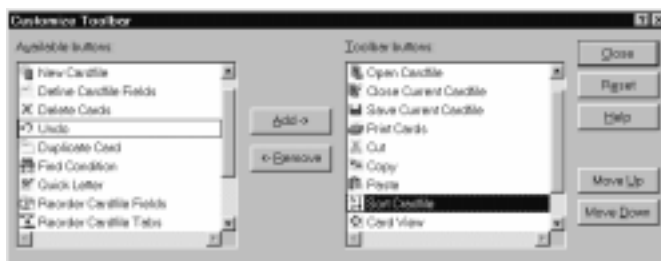 Customize Toolbar
Available buttons:
New Cardfile
Define Cardfile Fields
Delete Cards
Undo
Duplicate Card
Find Condition
Quick Letter
Reorder Cardfile Fields
Reorder Cardfile Tabs
Add->
<-Remove
Toolbar buttons:
Open Cardfile
Close Current Cardfile
Save Current Cardfile
Print Cards
Cut
Copy
Paste
Sort Cardfile
Card View
Close
Reset
Help
Move Up
Move Down